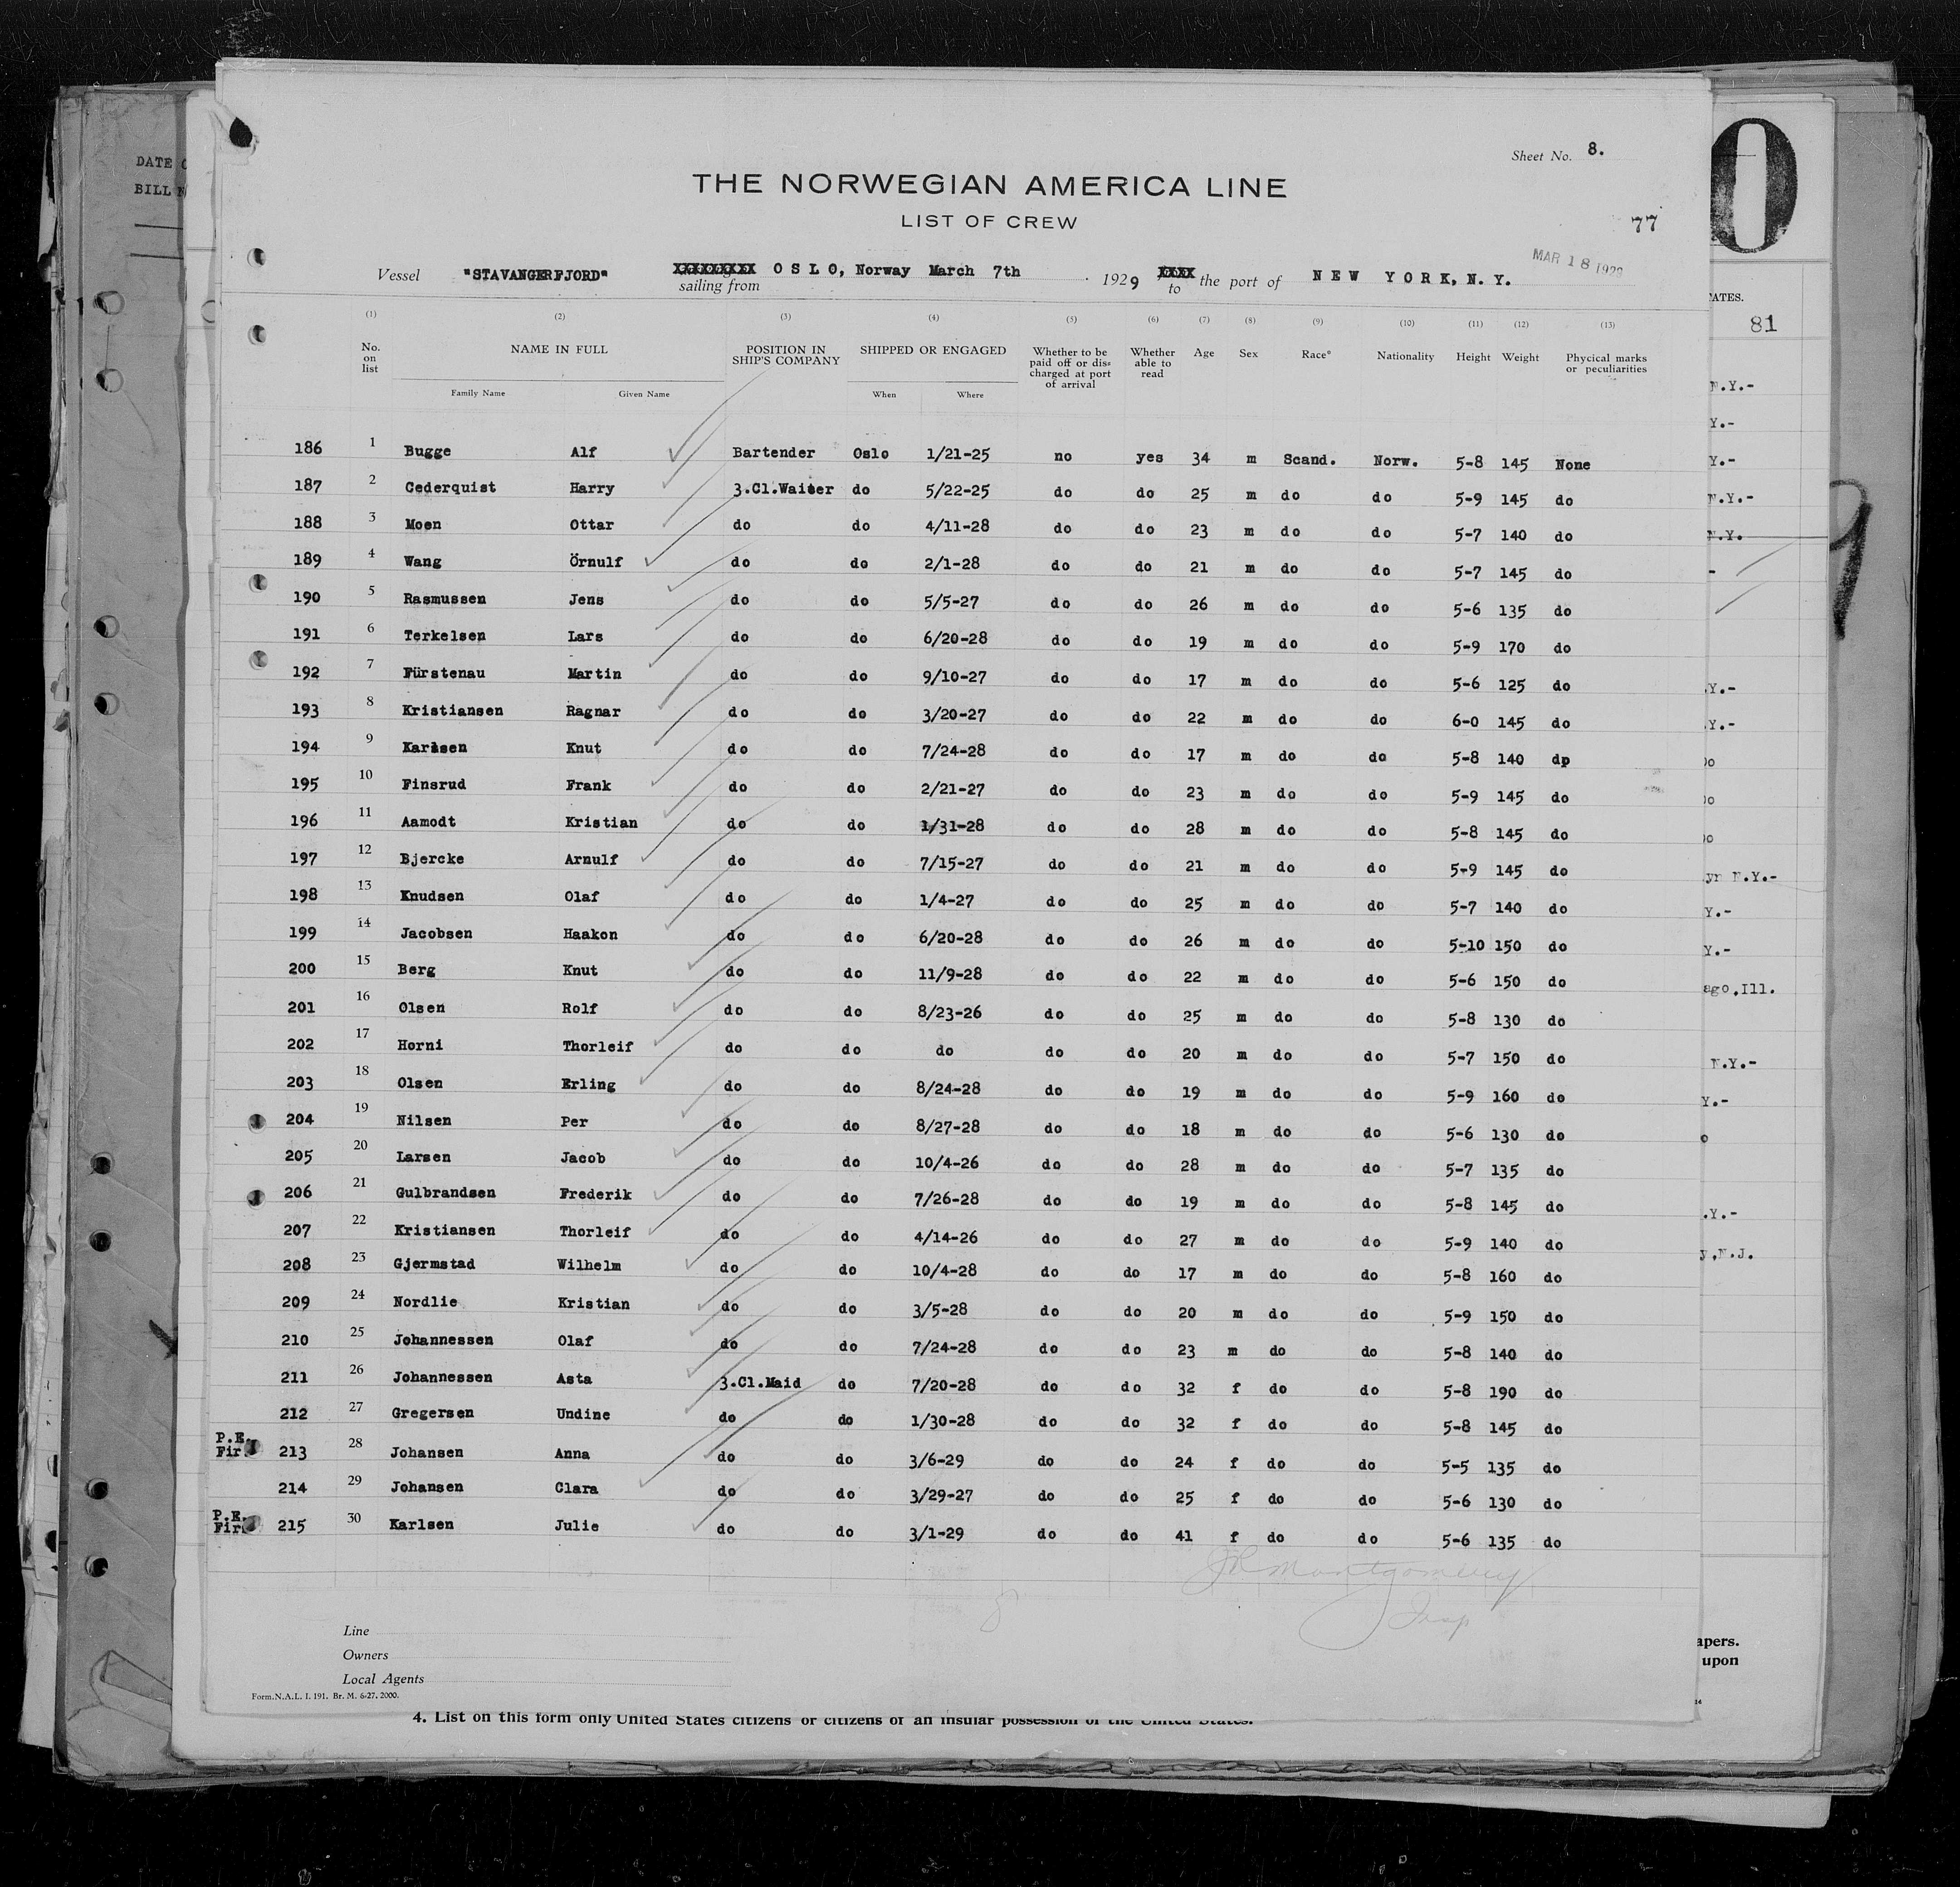 DATE
BILL
Sheet No. 8.
THE NORWEGIAN AMERICA LINE
LIST OF CREW
77
Vessel "STAVANGERFJORD" XXXXXXXXX sailing from OSLO, Norway March 7th 1929 XXXX to the port of NEW YORK, N.Y.
MAR 18 1929
(1) (2) (3) (4) (5) (6) (7) (8) (9) (10) (11) (12) (13)
No. on list NAME IN FULL POSITION IN SHIP'S COMPANY SHIPPED OR ENGAGED Whether to be paid off or dis-charged at port of arrival Whether able to read Age Sex Race* Nationality Height Weight Phycical marks or peculiarities
Family Name Given Name When Where
186 1 Bugge Alf Bartender Oslo 1/21-25 no yes 34 m Scand. Norw. 5-8 145 None
187 2 Cederquist Harry 3.Cl.Waiter do 5/22-25 do do 25 m do do 5-9 145 do
188 3 Moen Ottar do do 4/11-28 do do 23 m do do 5-7 140 do
189 4 Wang Örnulf do do 2/1-28 do do 21 m do do 5-7 145 do
190 5 Rasmussen Jens do do 5/5-27 do do 26 m do do 5-6 135 do
191 6 Terkelsen Lars do do 6/20-28 do do 19 m do do 5-9 170 do
192 7 Fürstenau Martin do do 9/10-27 do do 17 m do do 5-6 125 do
193 8 Kristiansen Ragnar do do 3/20-27 do do 22 m do do 6-0 145 do
194 9 Karlsen Knut do do 7/24-28 do do 17 m do do 5-8 140 dp
195 10 Finsrud Frank do do 2/21-27 do do 23 m do do 5-9 145 do
196 11 Aamodt Kristian do do 1/31-28 do do 28 m do do 5-8 145 do
197 12 Bjercke Arnulf do do 7/15-27 do do 21 m do do 5-9 145 do
198 13 Knudsen Olaf do do 1/4-27 do do 25 m do do 5-7 140 do
199 14 Jacobsen Haakon do do 6/20-28 do do 26 m do do 5-10 150 do
200 15 Berg Knut do do 11/9-28 do do 22 m do do 5-6 150 do
201 16 Olsen Rolf do do 8/23-26 do do 25 m do do 5-8 130 do
202 17 Horni Thorleif do do do do do 20 m do do 5-7 150 do
203 18 Olsen Erling do do 8/24-28 do do 19 m do do 5-9 160 do
204 19 Nilsen Per do do 8/27-28 do do 18 m do do 5-6 130 do
205 20 Larsen Jacob do do 10/4-26 do do 28 m do do 5-7 135 do
206 21 Gulbrandsen Frederik do do 7/26-28 do do 19 m do do 5-8 145 do
207 22 Kristiansen Thorleif do do 4/14-26 do do 27 m do do 5-9 140 do
208 23 Gjermstad Wilhelm do do 10/4-28 do do 17 m do do 5-8 160 do
209 24 Nordlie Kristian do do 3/5-28 do do 20 m do do 5-9 150 do
210 25 Johannessen Olaf do do 7/24-28 do do 23 m do do 5-8 140 do
211 26 Johannessen Asta 3.Cl.Maid do 7/20-28 do do 32 f do do 5-8 190 do
212 27 Gregersen Undine do do 1/30-28 do do 32 f do do 5-8 145 do
P.E. Fir. 213 28 Johansen Anna do do 3/6-29 do do 24 f do do 5-5 135 do
214 29 Johansen Clara do do 3/29-27 do do 25 f do do 5-6 130 do
P.E. Fir. 215 30 Karlsen Julie do do 3/1-29 do do 41 f do do 5-6 135 do
JR Montgomery
Insp
Line
Owners
Local Agents
Form.N.A.L. I. 191. Br. M. 6-27. 2000.
4. List on this form only United States citizens or citizens of an insular possession of the United States.
0
ATES.
81
N.Y.-
Y.-
Y.-
N.Y.-
N.Y.
-
Y.-
Y.-
yn N.Y.-
Y.-
Y.-
ago,Ill.
N.Y.-
Y.-
.Y.-
y,N.J.
apers.
upon